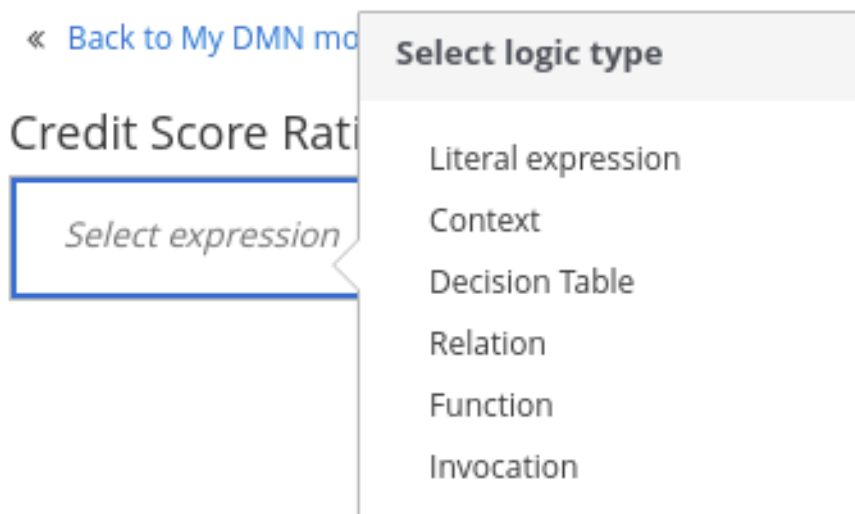 « Back to My DMN mo
Select logic type
Credit Score Rati
Select expression
Literal expression
Context
Decision Table
Relation
Function
Invocation